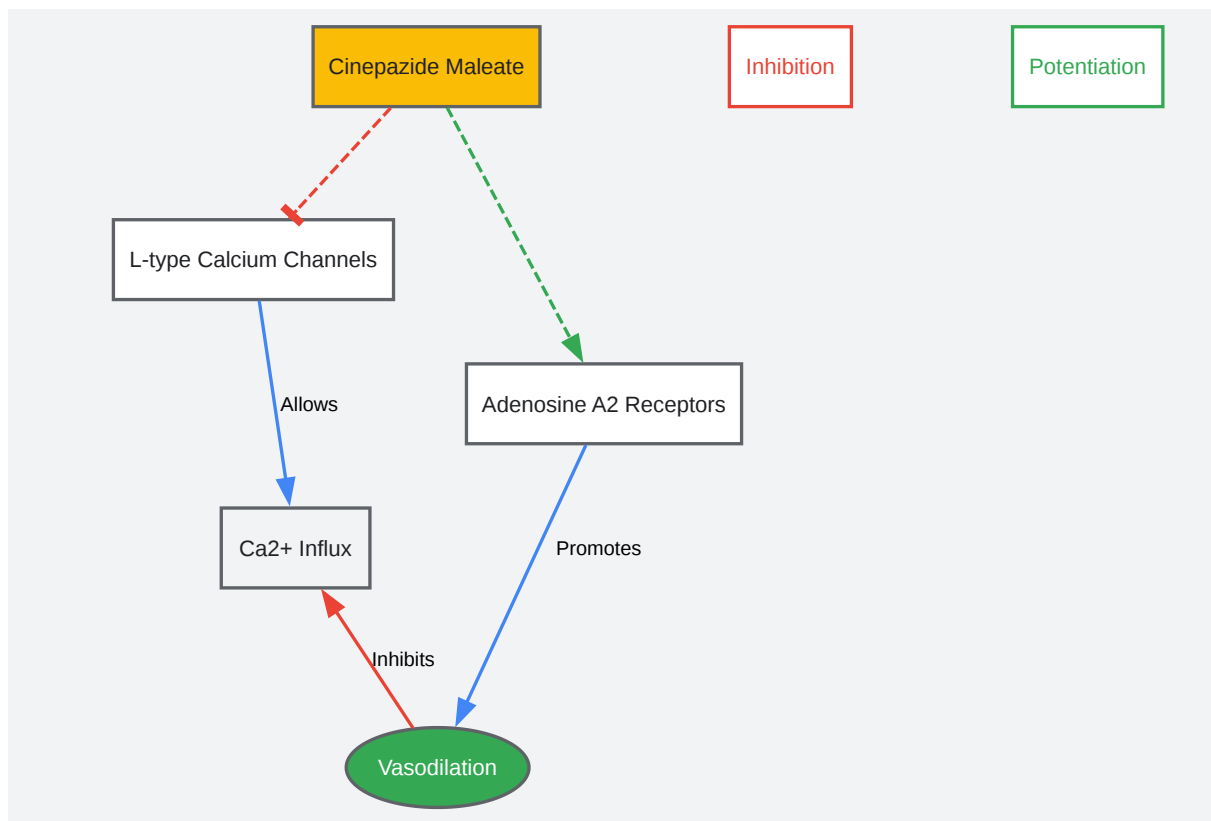 Cinepazide Maleate
Inhibition
Potentiation
L-type Calcium Channels
Allows
Adenosine A2 Receptors
Ca2+ Influx
Promotes
Inhibits
Vasodilation